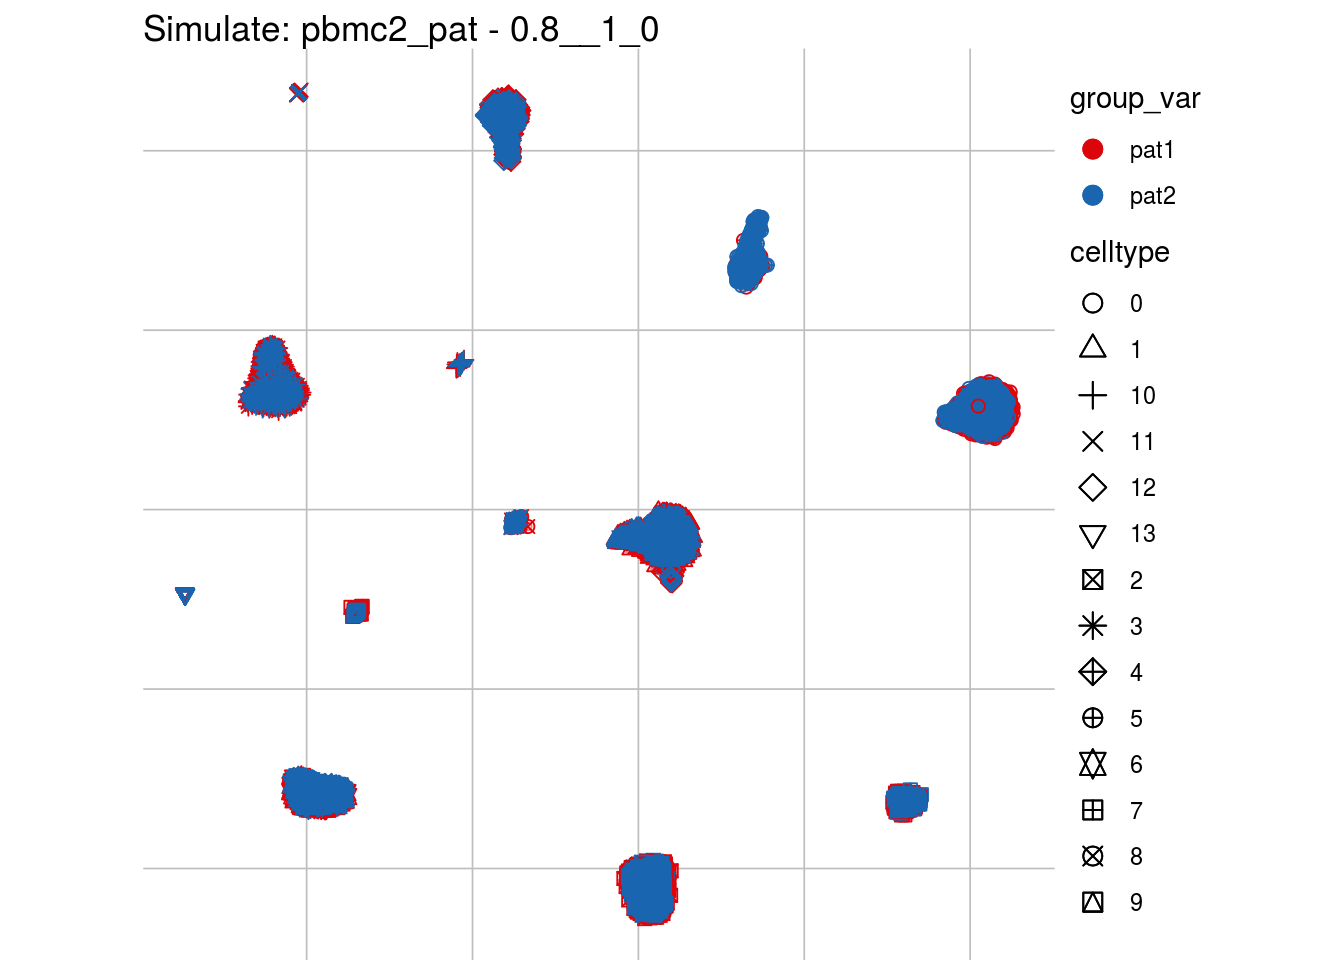 Simulate: pbmc2_pat - 0.8__1_0
group_var
pat1
pat2
celltype
0
1
10
11
12
13
2
3
4
5
6
7
8
9